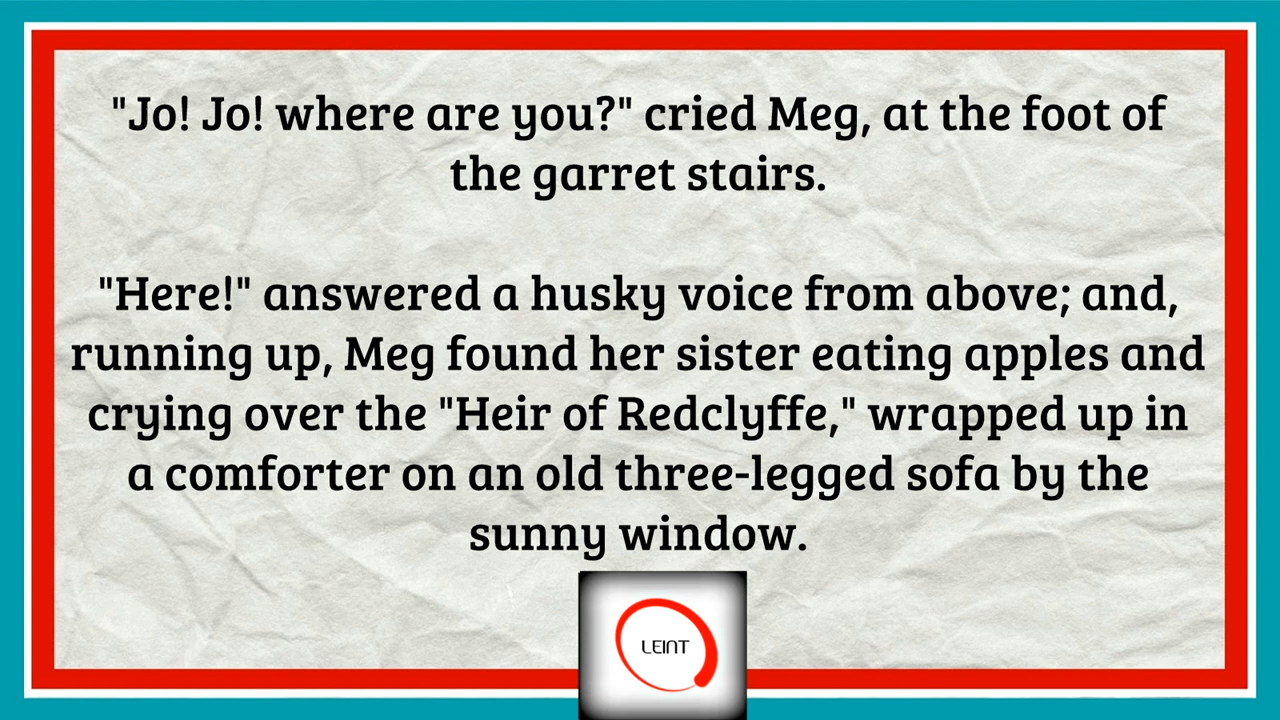 "Jo! Jo! where are you?" cried Meg, at the foot of
the garret stairs.
"Here!" answered a husky voice from above; and,
running up, Meg found her sister eating apples and
crying over the "Heir of Redclyffe," wrapped up in
a comforter on an old three-legged sofa by the
sunny window.
LEINT